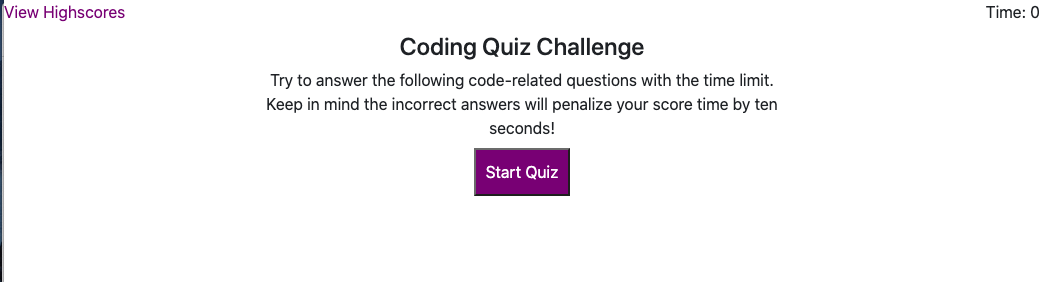 View Highscores
Time: 0
Coding Quiz Challenge
Try to answer the following code-related questions with the time limit.
Keep in mind the incorrect answers will penalize your score time by ten
seconds!
Start Quiz